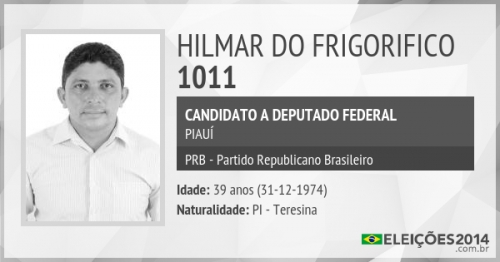 HILMAR DO FRIGORIFICO
1011
CANDIDATO A DEPUTADO FEDERAL
PIAUÍ
PRB - Partido Republicano Brasileiro
Idade: 39 anos (31-12-1974)
Naturalidade: PI - Teresina
ELEIÇÕES2014
.com.br